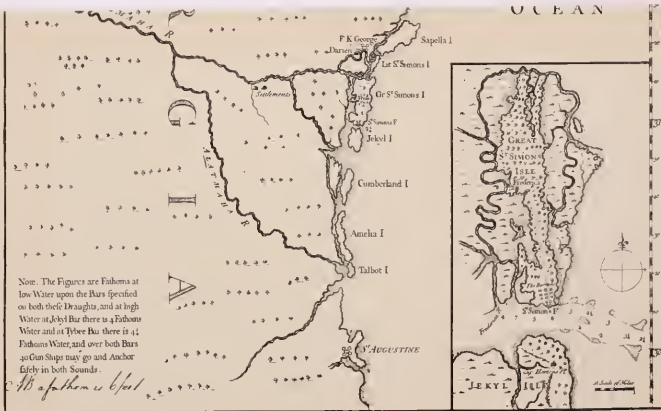 OCEAN
ALATMAHAR
F K George
Sapella I
Darien
Lit St Simons I
Settlements
Gr St Simons I
St Simons F
Jekyl I
Cumberland I
Amelia I
Talbot I
St AUGUSTINE
G
I
A
Note. The Figures are Fathoms at
low Water upon the Bars specified
on both these Draughts, and at high
Water at Jekyl Bar there is 4 Fathoms
Water and at Tybee Bar there is 4½
Fathoms Water, and over both Bars
40 Gun Ships may go and Anchor
safely in both Sounds.
NB a fathom is 6 feet
GREAT
St SIMONS
ISLE
St Simons F
JEKYL ISLE
A Scale of Miles